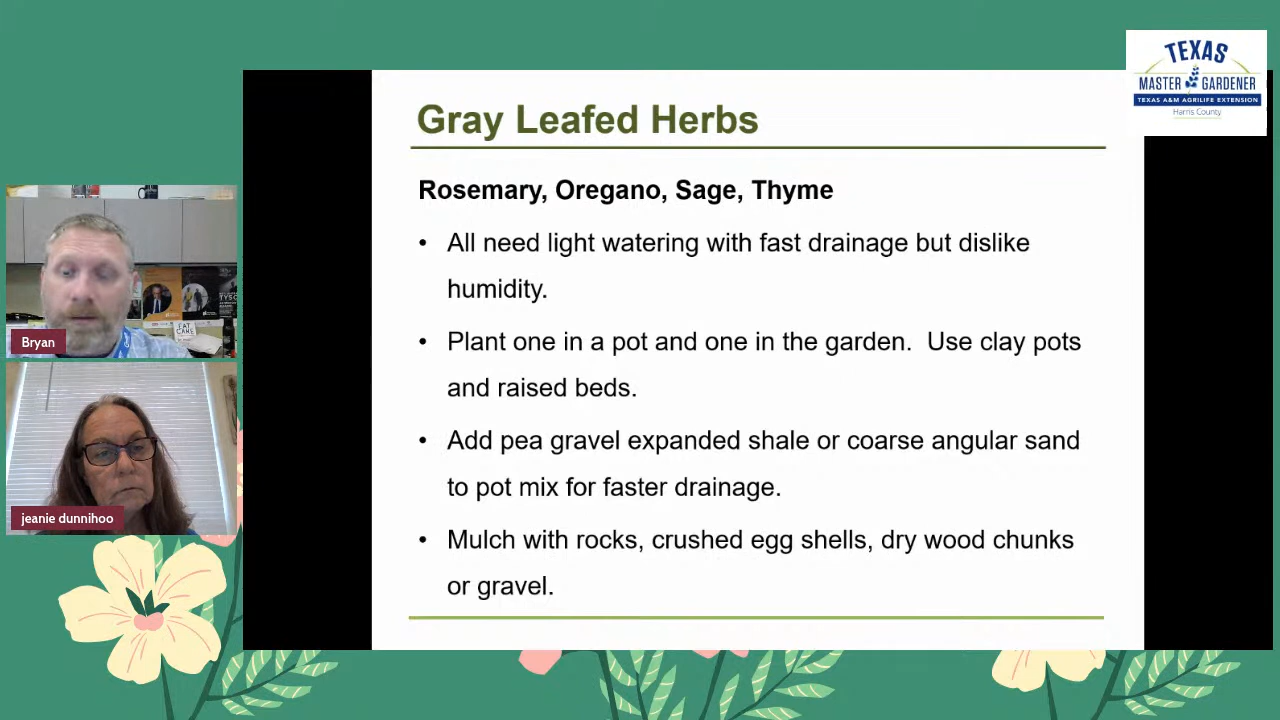 TEXAS
MASTER GARDENER
TEXAS A&M AGRILIFE EXTENSION
Harris County
Gray Leafed Herbs
Rosemary, Oregano, Sage, Thyme
• All need light watering with fast drainage but dislike
humidity.
• Plant one in a pot and one in the garden.  Use clay pots
and raised beds.
• Add pea gravel expanded shale or coarse angular sand
to pot mix for faster drainage.
• Mulch with rocks, crushed egg shells, dry wood chunks
or gravel.
Bryan
jeanie dunnihoo